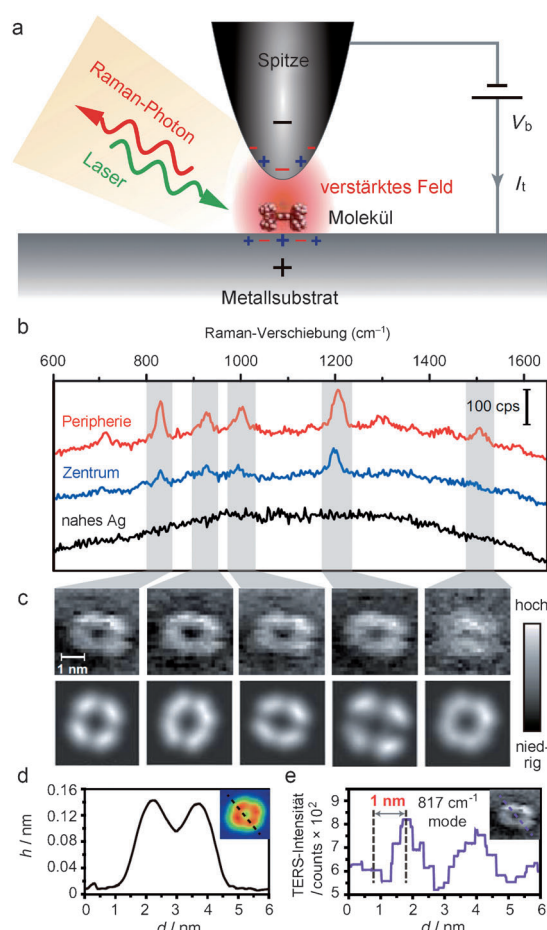 a
Spitze
Raman-Photon
Laser
−
− + − + −
verstärktes Feld
Molekül
+ − + − +
+
Metallsubstrat
V_b
I_t
b
Raman-Verschiebung (cm⁻¹)
600 800 1000 1200 1400 1600
100 cps
Peripherie
Zentrum
nahes Ag
c
1 nm
hoch
nied-
rig
d
h / nm
0.16
0.12
0.08
0.04
0
0 1 2 3 4 5 6
d / nm
e
TERS-Intensität
/ counts × 10²
9
8
7
6
5
1 nm
817 cm⁻¹
mode
0 1 2 3 4 5 6
d / nm